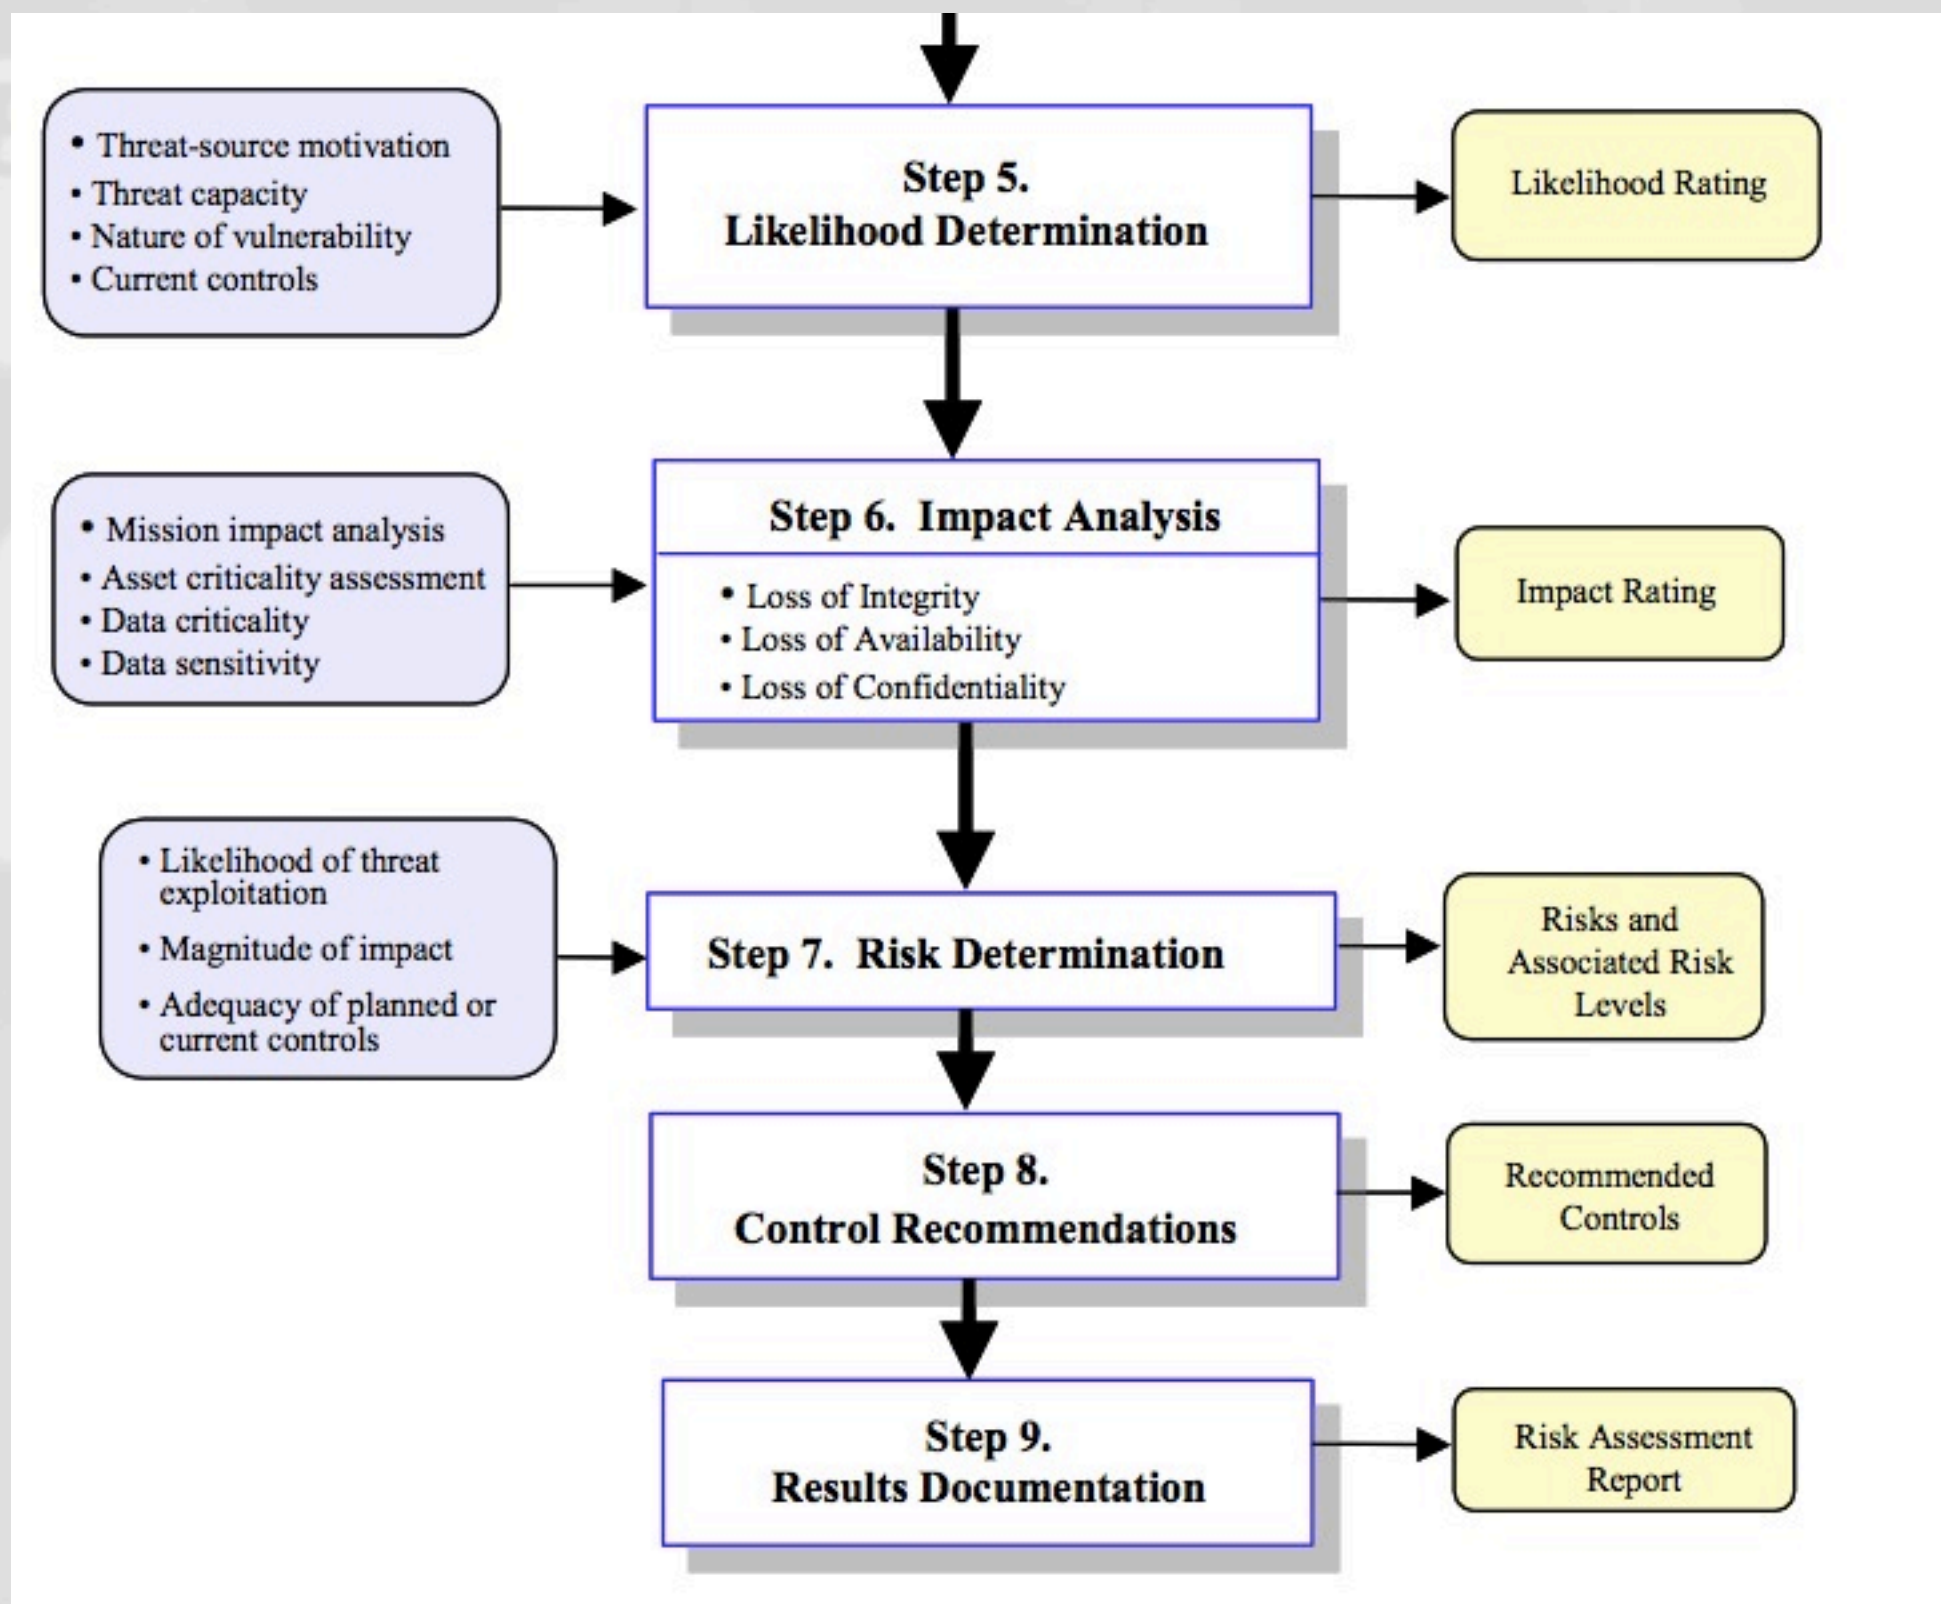 • Threat-source motivation
• Threat capacity
• Nature of vulnerability
• Current controls
Step 5.
Likelihood Determination
Likelihood Rating
• Mission impact analysis
• Asset criticality assessment
• Data criticality
• Data sensitivity
Step 6. Impact Analysis
• Loss of Integrity
• Loss of Availability
• Loss of Confidentiality
Impact Rating
• Likelihood of threat
exploitation
• Magnitude of impact
• Adequacy of planned or
current controls
Step 7. Risk Determination
Risks and
Associated Risk
Levels
Step 8.
Control Recommendations
Recommended
Controls
Step 9.
Results Documentation
Risk Assessment
Report